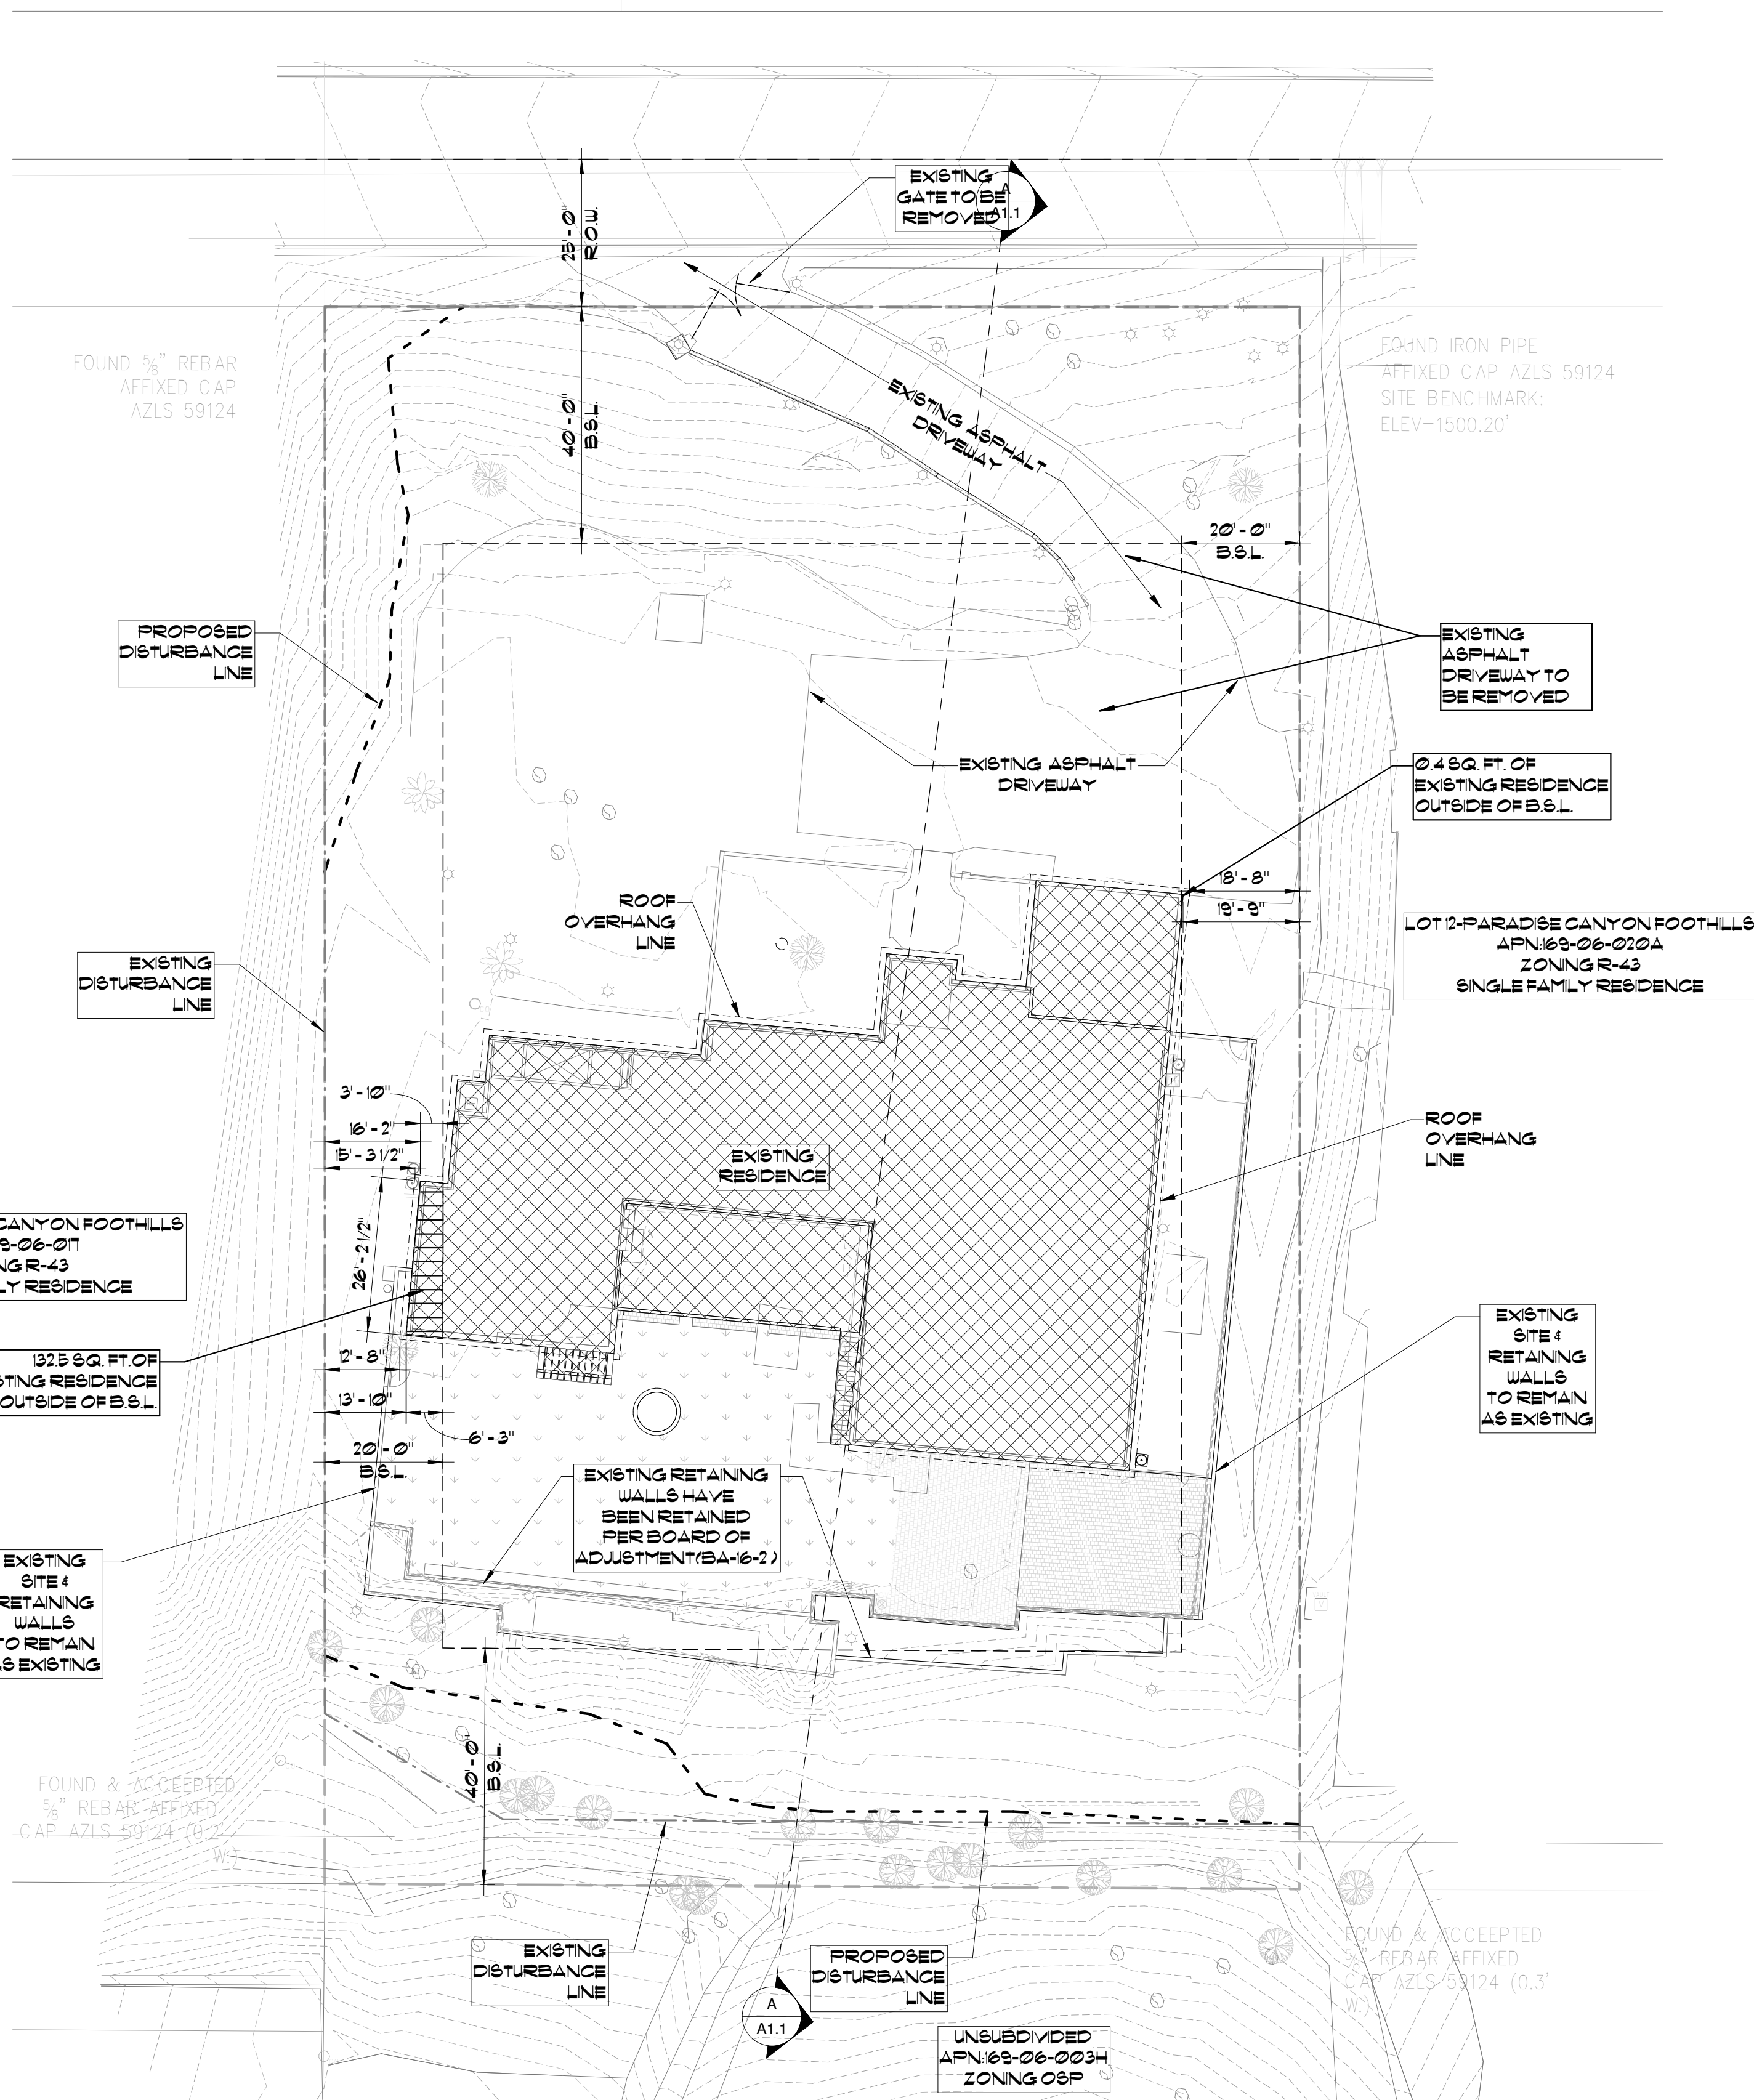 EXISTING
GATE TO BE
REMOVED
A
A1.1
25'-0"
R.O.W.
FOUND 5/8" REBAR
AFFIXED CAP
AZLS 59124
FOUND IRON PIPE
AFFIXED CAP AZLS 59124
SITE BENCHMARK:
ELEV=1500.20'
40'-0"
B.S.L.
EXISTING ASPHALT
DRIVEWAY
20'-0"
B.S.L.
PROPOSED
DISTURBANCE
LINE
EXISTING
ASPHALT
DRIVEWAY TO
BE REMOVED
EXISTING ASPHALT
DRIVEWAY
0.4 SQ. FT. OF
EXISTING RESIDENCE
OUTSIDE OF B.S.L.
18'-8"
19'-9"
ROOF
OVERHANG
LINE
LOT 12-PARADISE CANYON FOOTHILLS
APN:169-06-020A
ZONING R-43
SINGLE FAMILY RESIDENCE
EXISTING
DISTURBANCE
LINE
3'-10"
16'-2"
15'-3 1/2"
EXISTING
RESIDENCE
ROOF
OVERHANG
LINE
26'-2 1/2"
CANYON FOOTHILLS
9-06-017
NG R-43
LY RESIDENCE
132.5 SQ. FT. OF
STING RESIDENCE
OUTSIDE OF B.S.L.
12'-8"
13'-10"
6'-3"
20'-0"
B.S.L.
EXISTING
SITE &
RETAINING
WALLS
TO REMAIN
AS EXISTING
EXISTING RETAINING
WALLS HAVE
BEEN RETAINED
PER BOARD OF
ADJUSTMENT(BA-16-2)
EXISTING
SITE &
RETAINING
WALLS
TO REMAIN
AS EXISTING
40'-0"
B.S.L.
FOUND & ACCEEPTED
5/8" REBAR AFFIXED
CAP AZLS 59124 (0.2'
W.)
EXISTING
DISTURBANCE
LINE
PROPOSED
DISTURBANCE
LINE
FOUND & ACCEEPTED
5/8" REBAR AFFIXED
CAP AZLS 59124 (0.3'
W.)
A
A1.1
UNSUBDIVIDED
APN:169-06-003H
ZONING OSP